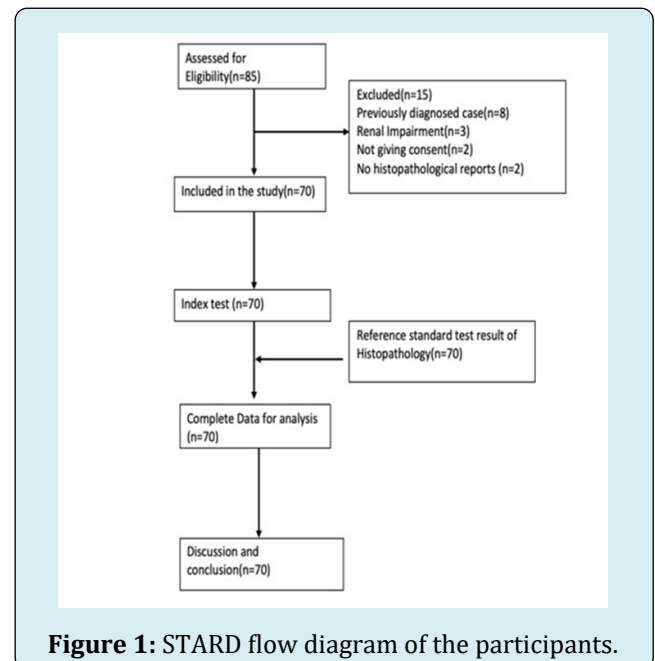 Assessed for
Eligibility(n=85)
Excluded(n=15)
Previously diagnosed case(n=8)
Renal Impairment(n=3)
Not giving consent(n=2)
No histopathological reports (n=2)
Included in the study(n=70)
Index test (n=70)
Reference standard test result of
Histopathology(n=70)
Complete Data for analysis
(n=70)
Discussion and
conclusion(n=70)
Figure 1: STARD flow diagram of the participants.